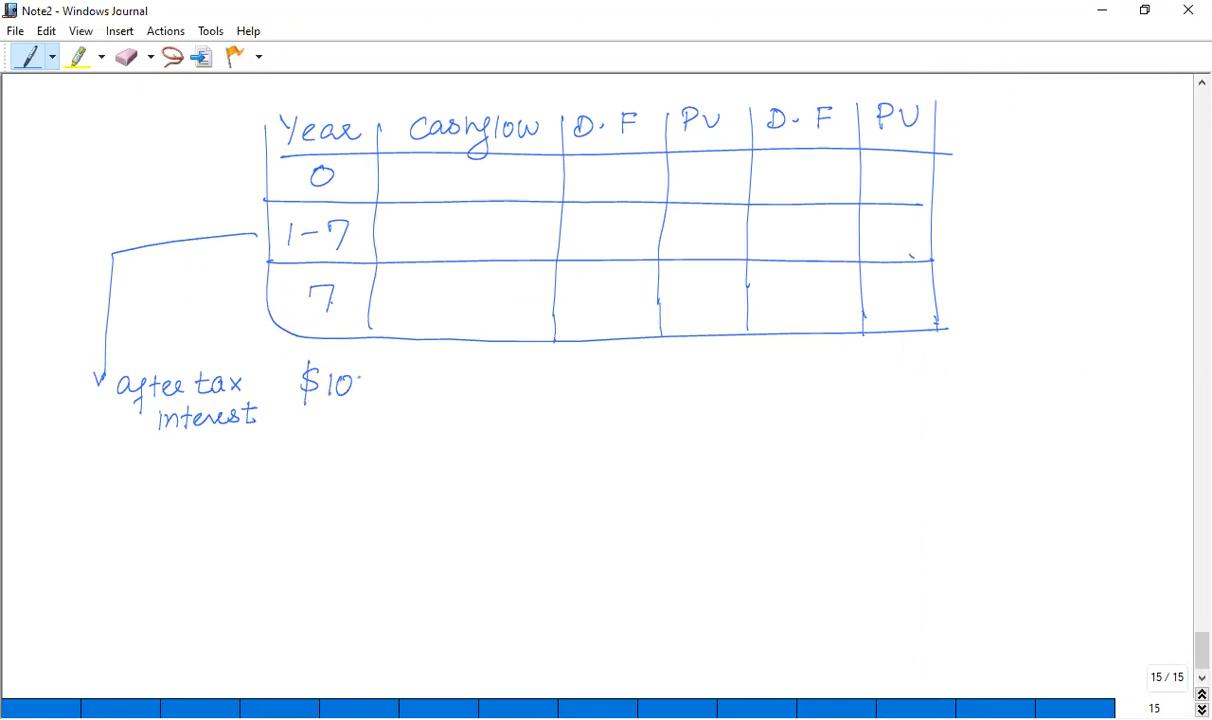 Note2 - Windows Journal
File Edit View Insert Actions Tools Help
Year Cashflow D.F PV D.F PV
0
1-7
7
after tax $10
interest
15 / 15
15